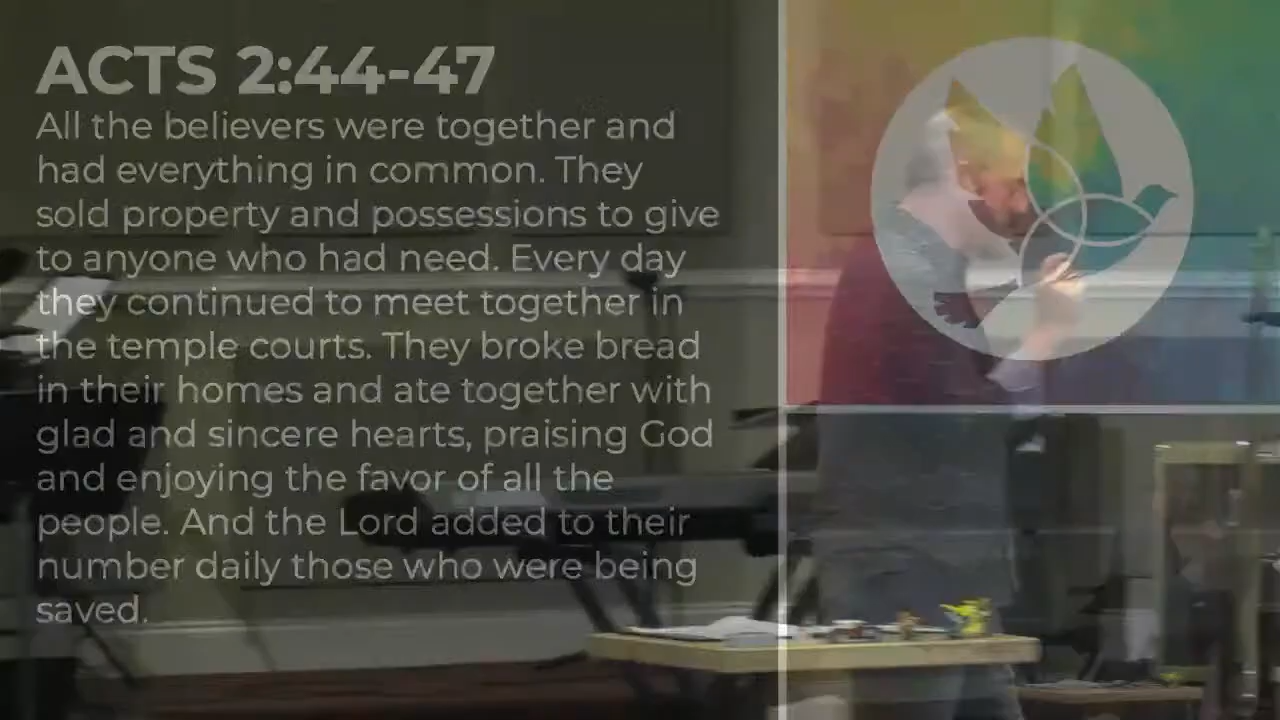 ACTS 2:44-47
All the believers were together and
had everything in common. They
sold property and possessions to give
to anyone who had need. Every day
they continued to meet together in
the temple courts. They broke bread
in their homes and ate together with
glad and sincere hearts, praising God
and enjoying the favor of all the
people. And the Lord added to their
number daily those who were being
saved.